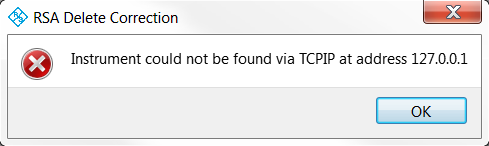 RSA Delete Correction
Instrument could not be found via TCPIP at address 127.0.0.1
OK